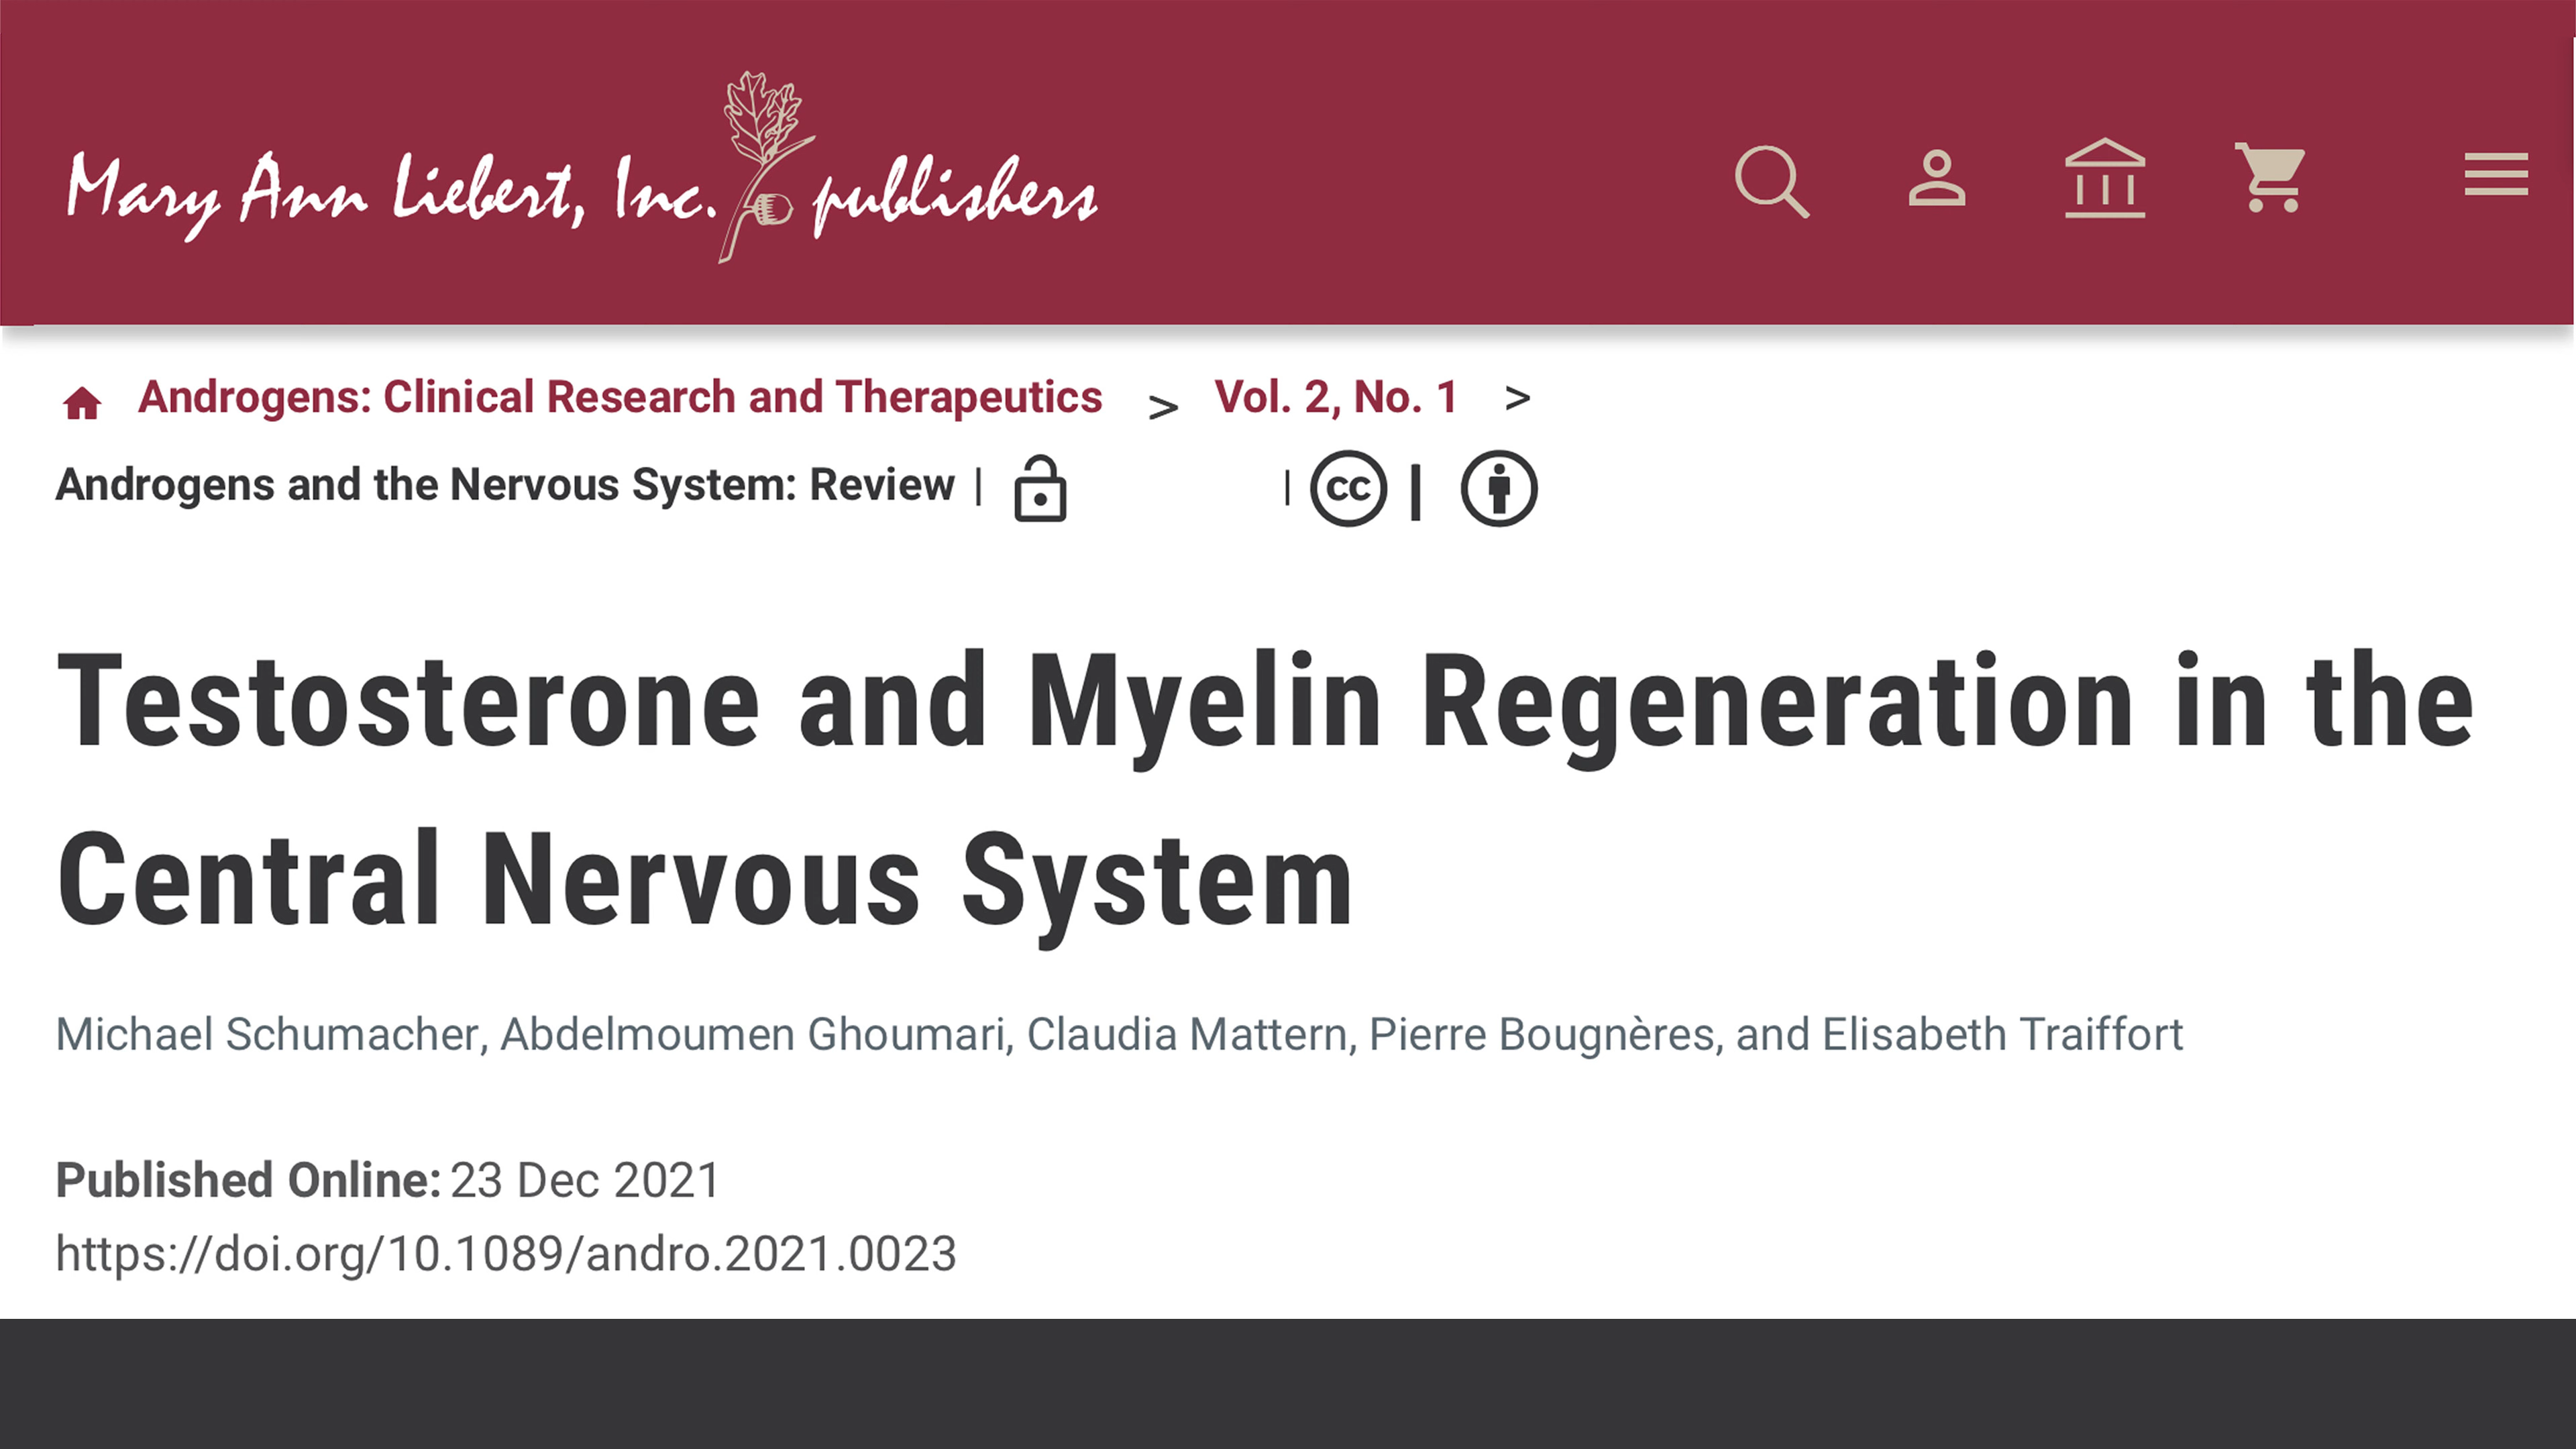 Mary Ann Liebert, Inc. publishers
Androgens: Clinical Research and Therapeutics > Vol. 2, No. 1 >
Androgens and the Nervous System: Review | | cc |
Testosterone and Myelin Regeneration in the
Central Nervous System
Michael Schumacher, Abdelmoumen Ghoumari, Claudia Mattern, Pierre Bougnères, and Elisabeth Traiffort
Published Online: 23 Dec 2021
https://doi.org/10.1089/andro.2021.0023